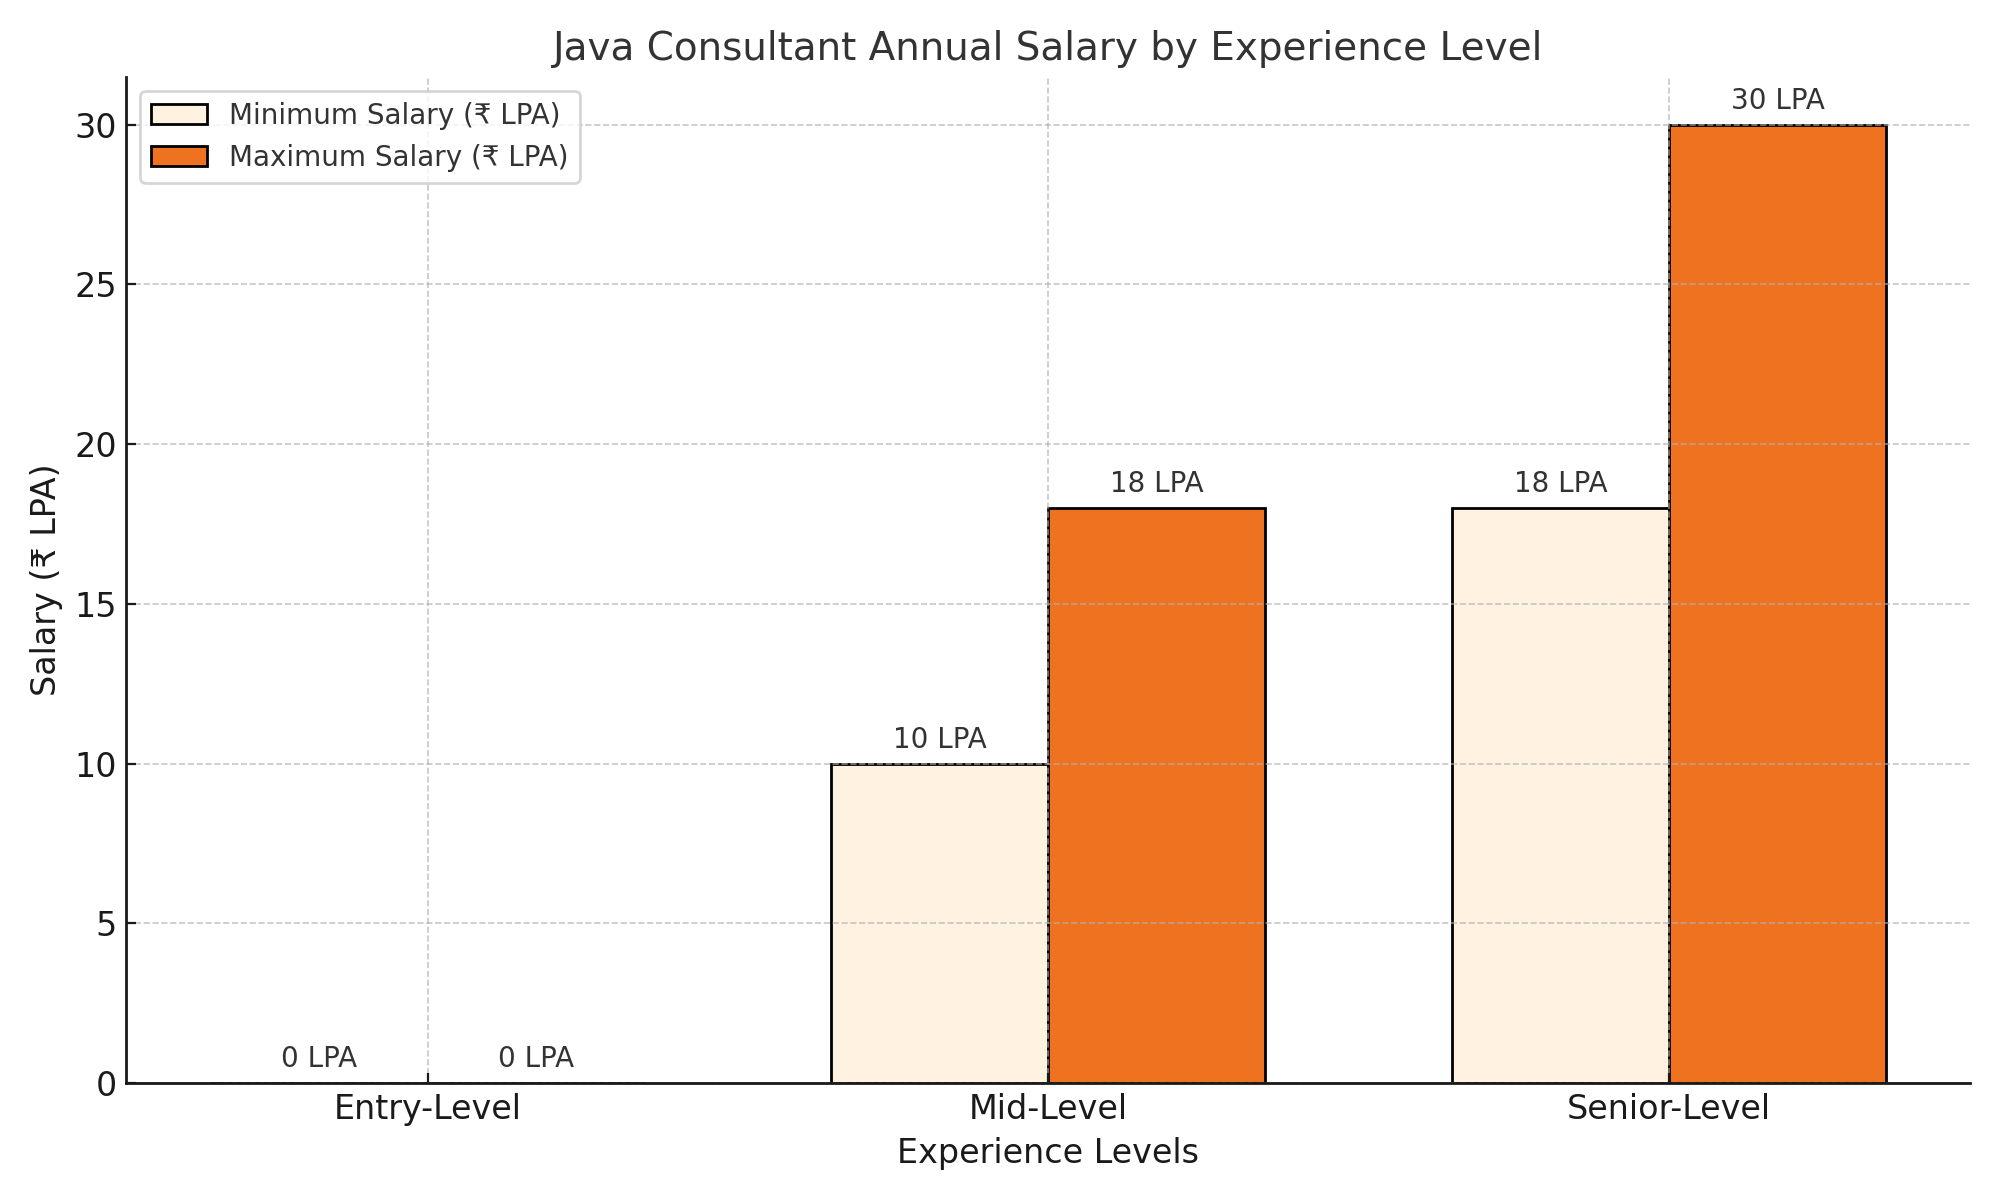 Java Consultant Annual Salary by Experience Level
Minimum Salary (₹ LPA)
Maximum Salary (₹ LPA)
30 LPA
18 LPA
18 LPA
10 LPA
0 LPA
0 LPA
30
25
20
15
10
5
0
Salary (₹ LPA)
Entry-Level
Mid-Level
Senior-Level
Experience Levels